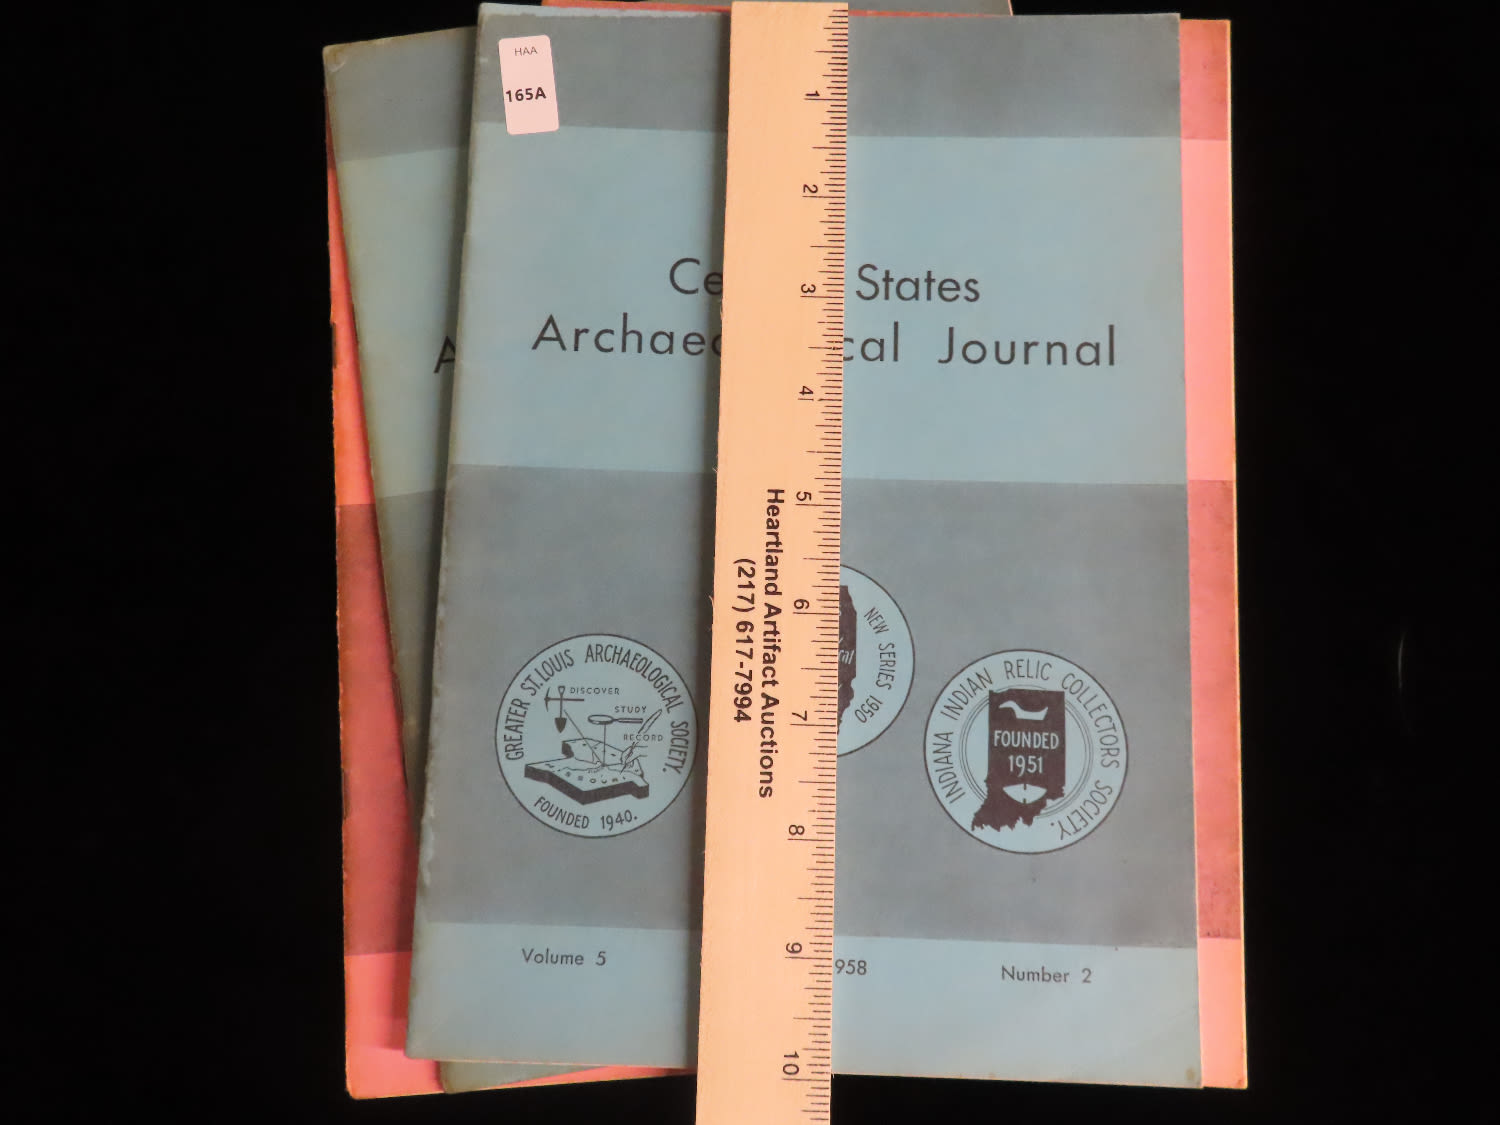 HAA
165A
Ce States
Archaeo cal Journal
A
GREATER ST. LOUIS ARCHAEOLOGICAL SOCIETY.
DISCOVER
STUDY
RECORD
MISSOURI
FOUNDED 1940.
NEW SERIES 1950
cal
INDIANA INDIAN RELIC COLLECTORS SOCIETY.
FOUNDED
1951
Volume 5
958
Number 2
1
2
3
4
5
6
7
8
9
10
Heartland Artifact Auctions
(217) 617-7994